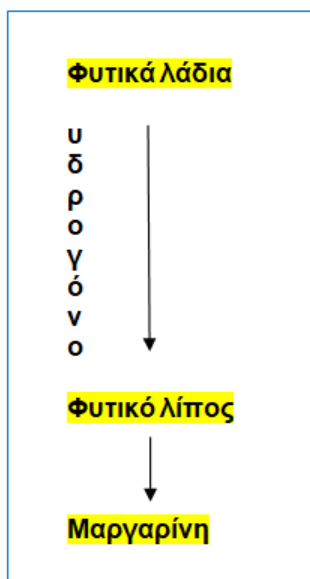 Φυτικά λάδια
υ
δ
ρ
ο
γ
ό
ν
ο
Φυτικό λίπος
Μαργαρίνη